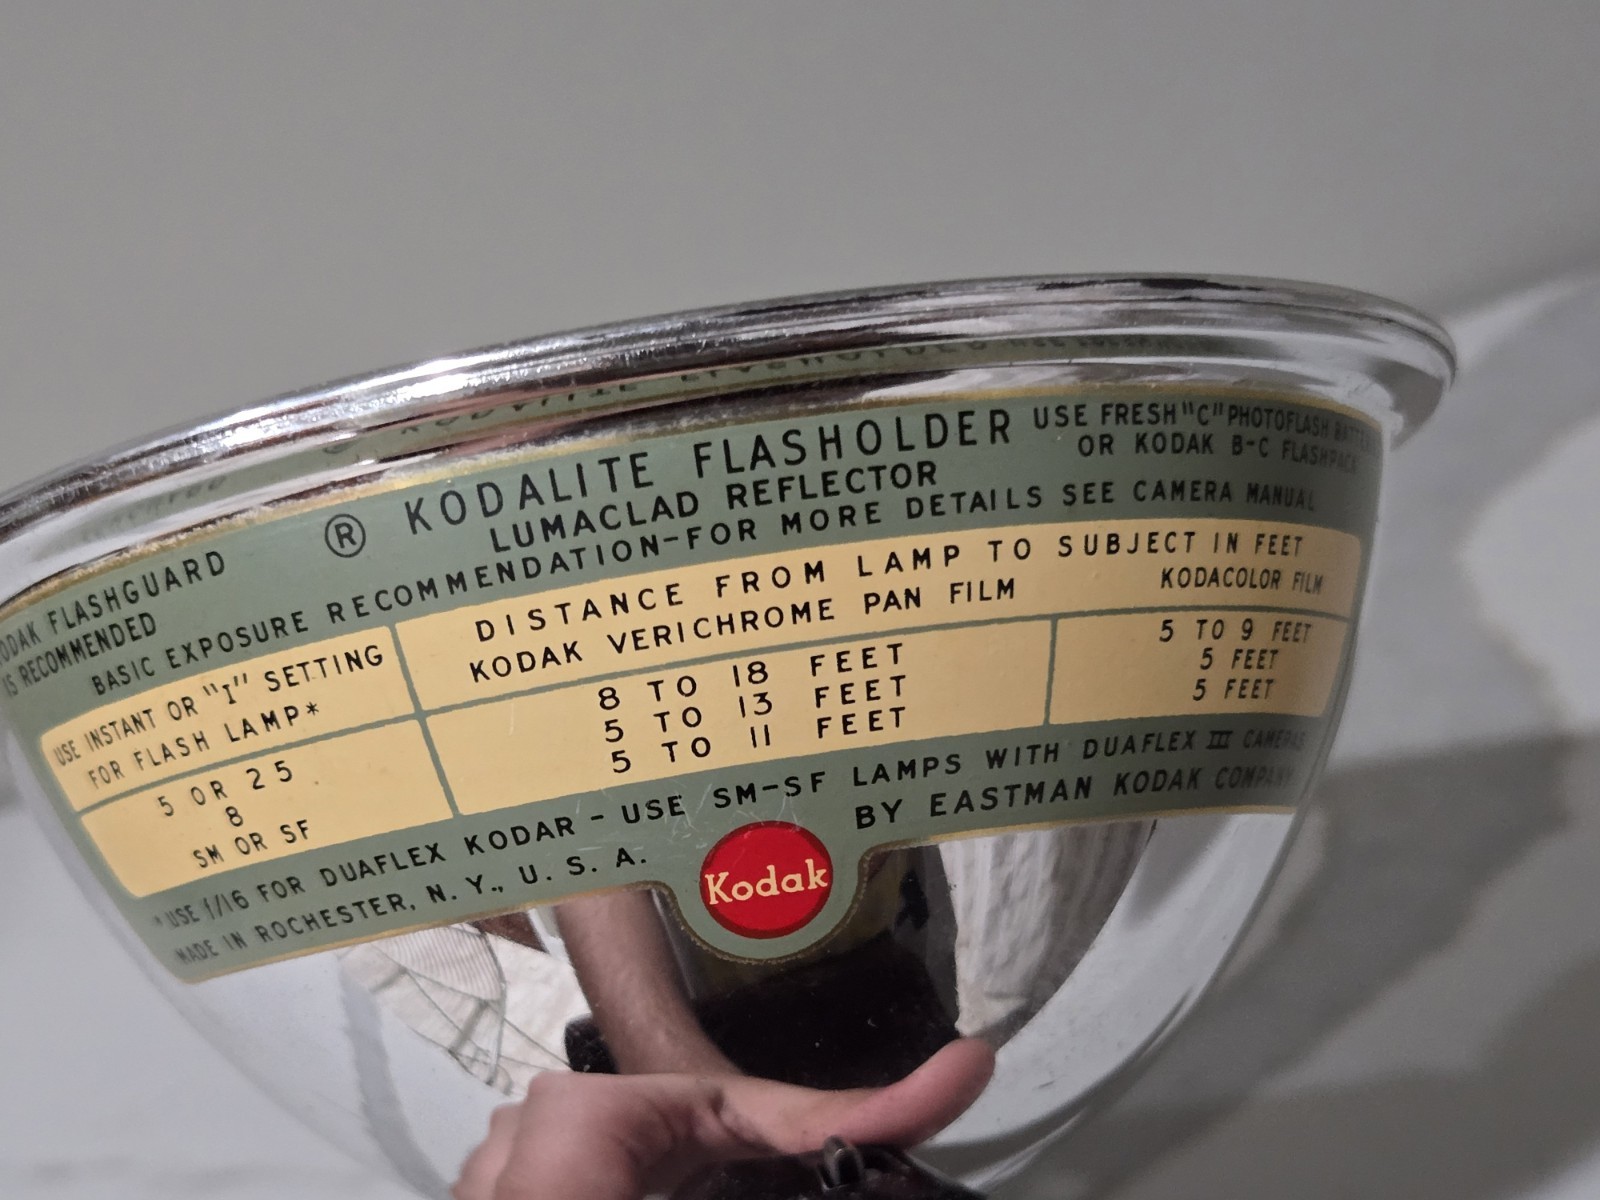 KODAK FLASHGUARD
IS RECOMMENDED
® KODALITE FLASHOLDER
LUMACLAD REFLECTOR
USE FRESH "C" PHOTOFLASH
OR KODAK B-C FLASHPACK
BASIC EXPOSURE RECOMMENDATION-FOR MORE DETAILS SEE CAMERA MANUAL
USE INSTANT OR "I" SETTING
FOR FLASH LAMP*
DISTANCE FROM LAMP TO SUBJECT IN FEET
KODAK VERICHROME PAN FILM
KODACOLOR FILM
5 OR 25
8 TO 18 FEET
5 TO 9 FEET
8
5 TO 13 FEET
5 FEET
SM OR SF
5 TO 11 FEET
5 FEET
*USE f/16 FOR DUAFLEX KODAR - USE SM-SF LAMPS WITH DUAFLEX III CAMERAS
MADE IN ROCHESTER, N. Y., U. S. A.
Kodak
BY EASTMAN KODAK COMPANY